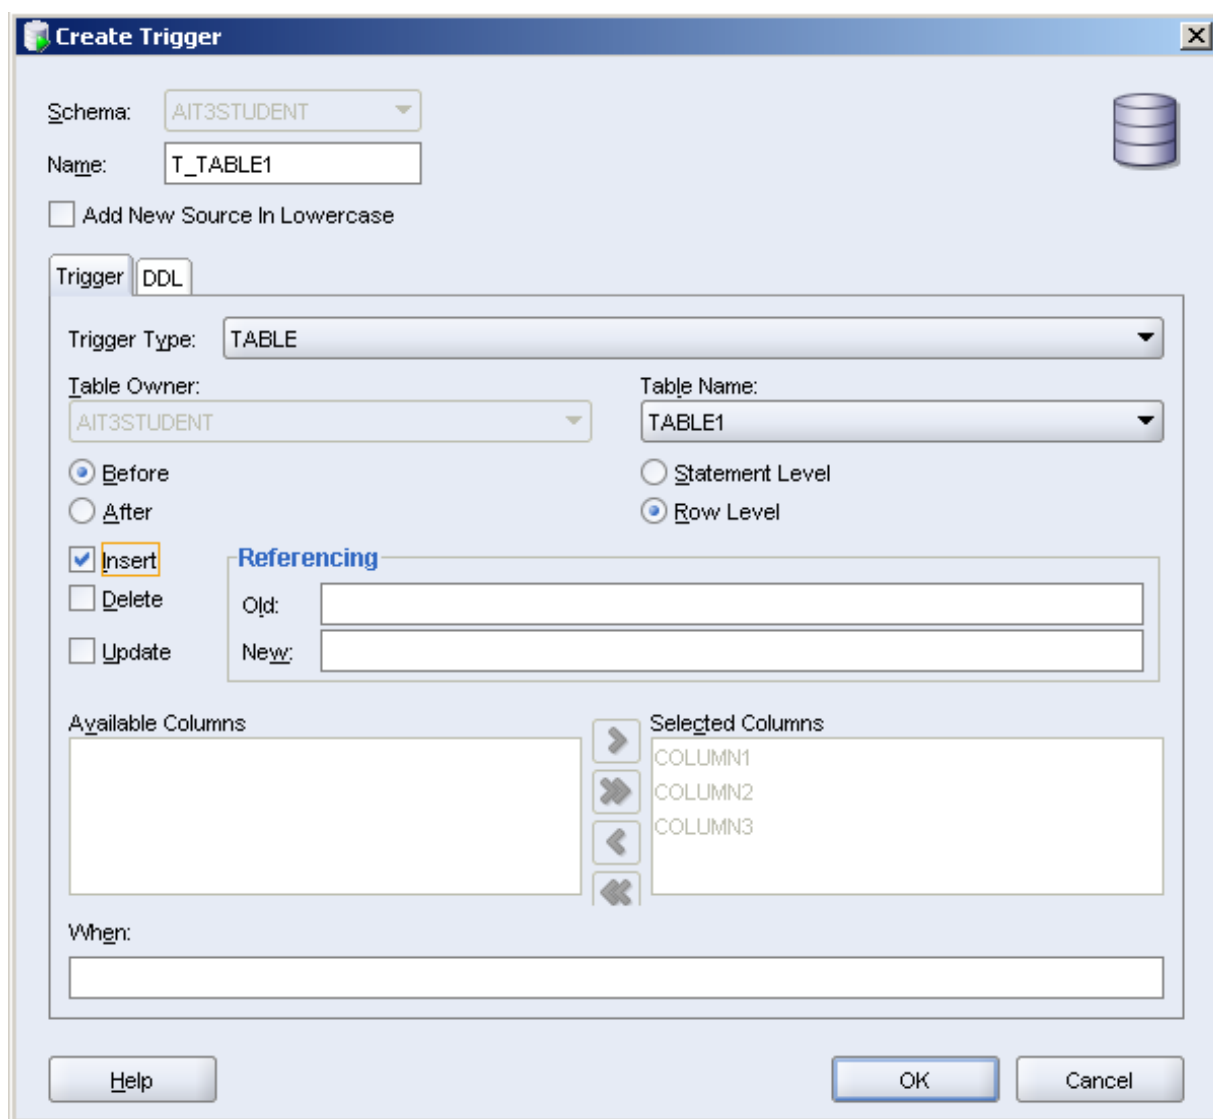 Create Trigger
Schema: AIT3STUDENT
Name: T_TABLE1
Add New Source In Lowercase
Trigger DDL
Trigger Type: TABLE
Table Owner: Table Name:
AIT3STUDENT TABLE1
Before Statement Level
After Row Level
Insert Referencing
Delete Old:
Update New:
Available Columns Selected Columns
COLUMN1
COLUMN2
COLUMN3
When:
Help OK Cancel